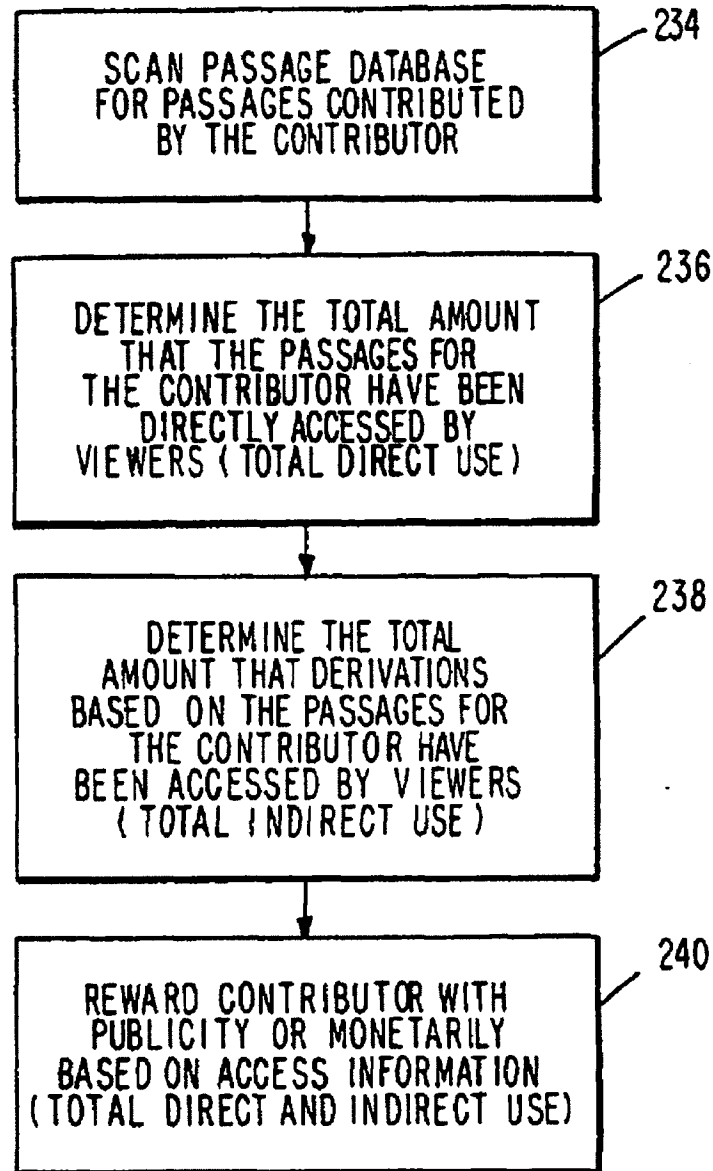 234
SCAN PASSAGE DATABASE
FOR PASSAGES CONTRIBUTED
BY THE CONTRIBUTOR
236
DETERMINE THE TOTAL AMOUNT
THAT THE PASSAGES FOR
THE CONTRIBUTOR HAVE BEEN
DIRECTLY ACCESSED BY
VIEWERS (TOTAL DIRECT USE)
238
DETERMINE THE TOTAL
AMOUNT THAT DERIVATIONS
BASED ON THE PASSAGES FOR
THE CONTRIBUTOR HAVE
BEEN ACCESSED BY VIEWERS
(TOTAL INDIRECT USE)
240
REWARD CONTRIBUTOR WITH
PUBLICITY OR MONETARILY
BASED ON ACCESS INFORMATION
(TOTAL DIRECT AND INDIRECT USE)